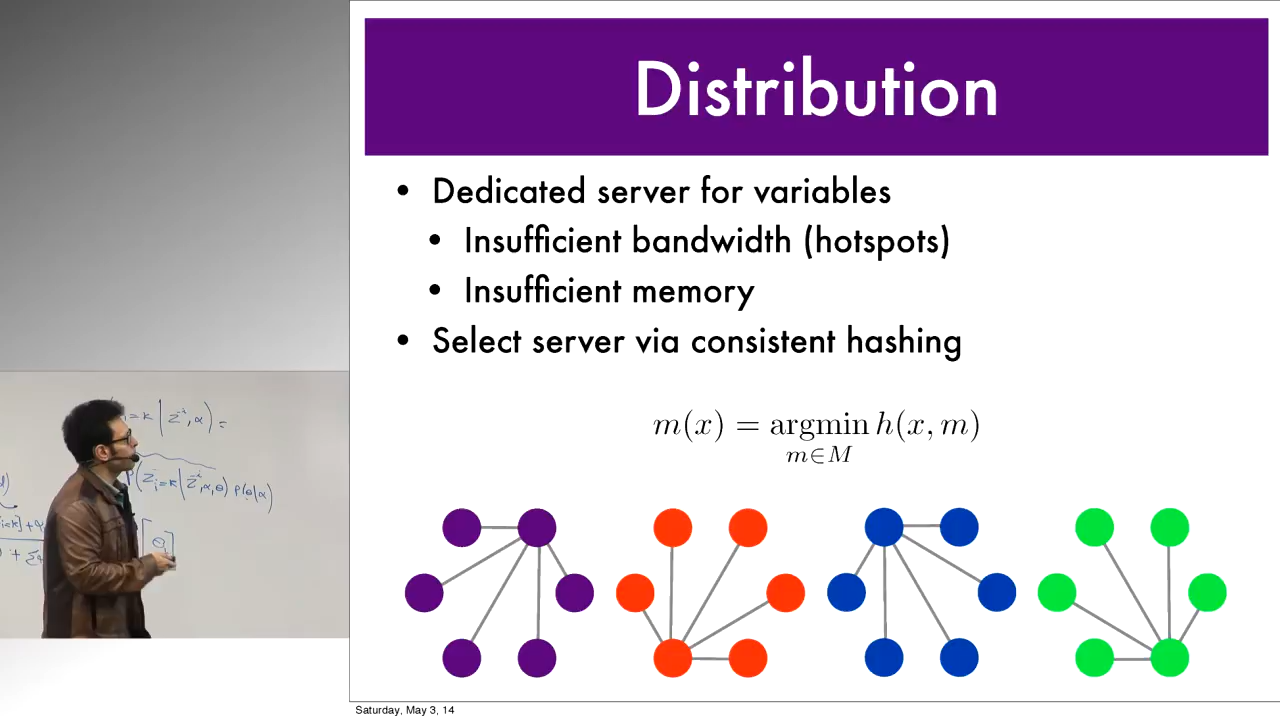 Distribution
• Dedicated server for variables
• Insufficient bandwidth (hotspots)
• Insufficient memory
• Select server via consistent hashing
m(x) = argmin h(x, m)
m∈M
Saturday, May 3, 14
=k | Z⁻ⁱ, α) =
P(Zᵢ=k | Z⁻ⁱ, α, θ) P(θ|α)